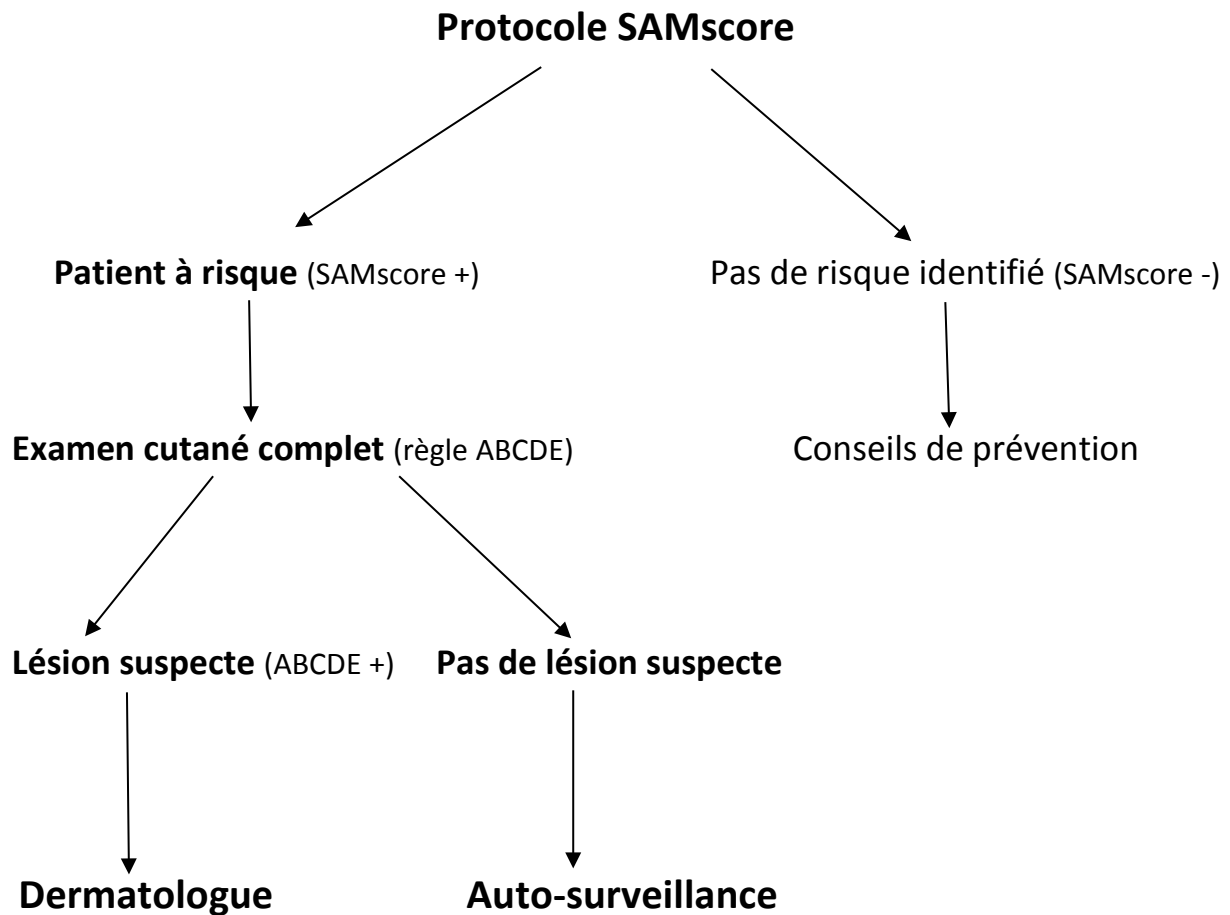 Protocole SAMscore
Patient à risque (SAMscore +)
Pas de risque identifié (SAMscore -)
Examen cutané complet (règle ABCDE)
Conseils de prévention
Lésion suspecte (ABCDE +)
Pas de lésion suspecte
Dermatologue
Auto-surveillance